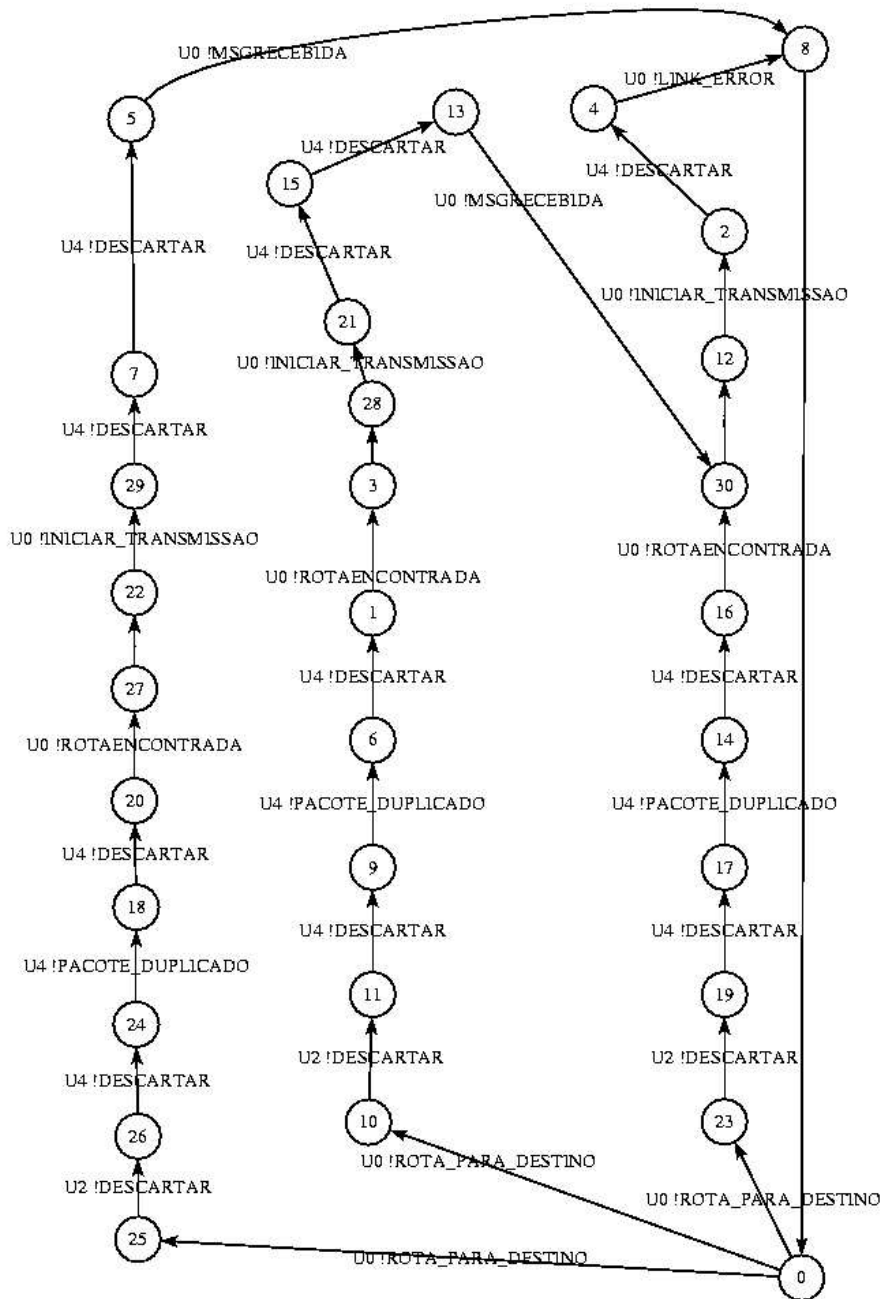 8
U0 !MSGRECEBIDA
U0 !LINK_ERROR
5
13
4
U4 !DESCARTAR
U4 !DESCARTAR
15
U0 !MSGRECEBIDA
2
U4 !DESCARTAR
U4 !DESCARTAR
U0 !INICIAR_TRANSMISSAO
21
12
U0 !INICIAR_TRANSMISSAO
7
28
U4 !DESCARTAR
i
29
3
30
U0 !INICIAR_TRANSMISSAO
U0 !ROTAENCONTRADA
U0 !ROTAENCONTRADA
22
1
16
U4 !DESCARTAR
U4 !DESCARTAR
27
U0 !ROTAENCONTRADA
6
14
20
U4 !PACOTE_DUPLICADO
U4 !PACOTE_DUPLICADO
U4 !DESCARTAR
9
17
18
U4 !DESCARTAR
U4 !DESCARTAR
U4 !PACOTE_DUPLICADO
11
19
24
U2 !DESCARTAR
U2 !DESCARTAR
U4 !DESCARTAR
10
23
26
U0 !ROTA_PARA_DESTINO
U2 !DESCARTAR
U0 !ROTA_PARA_DESTINO
25
U0 !ROTA_PARA_DESTINO
0